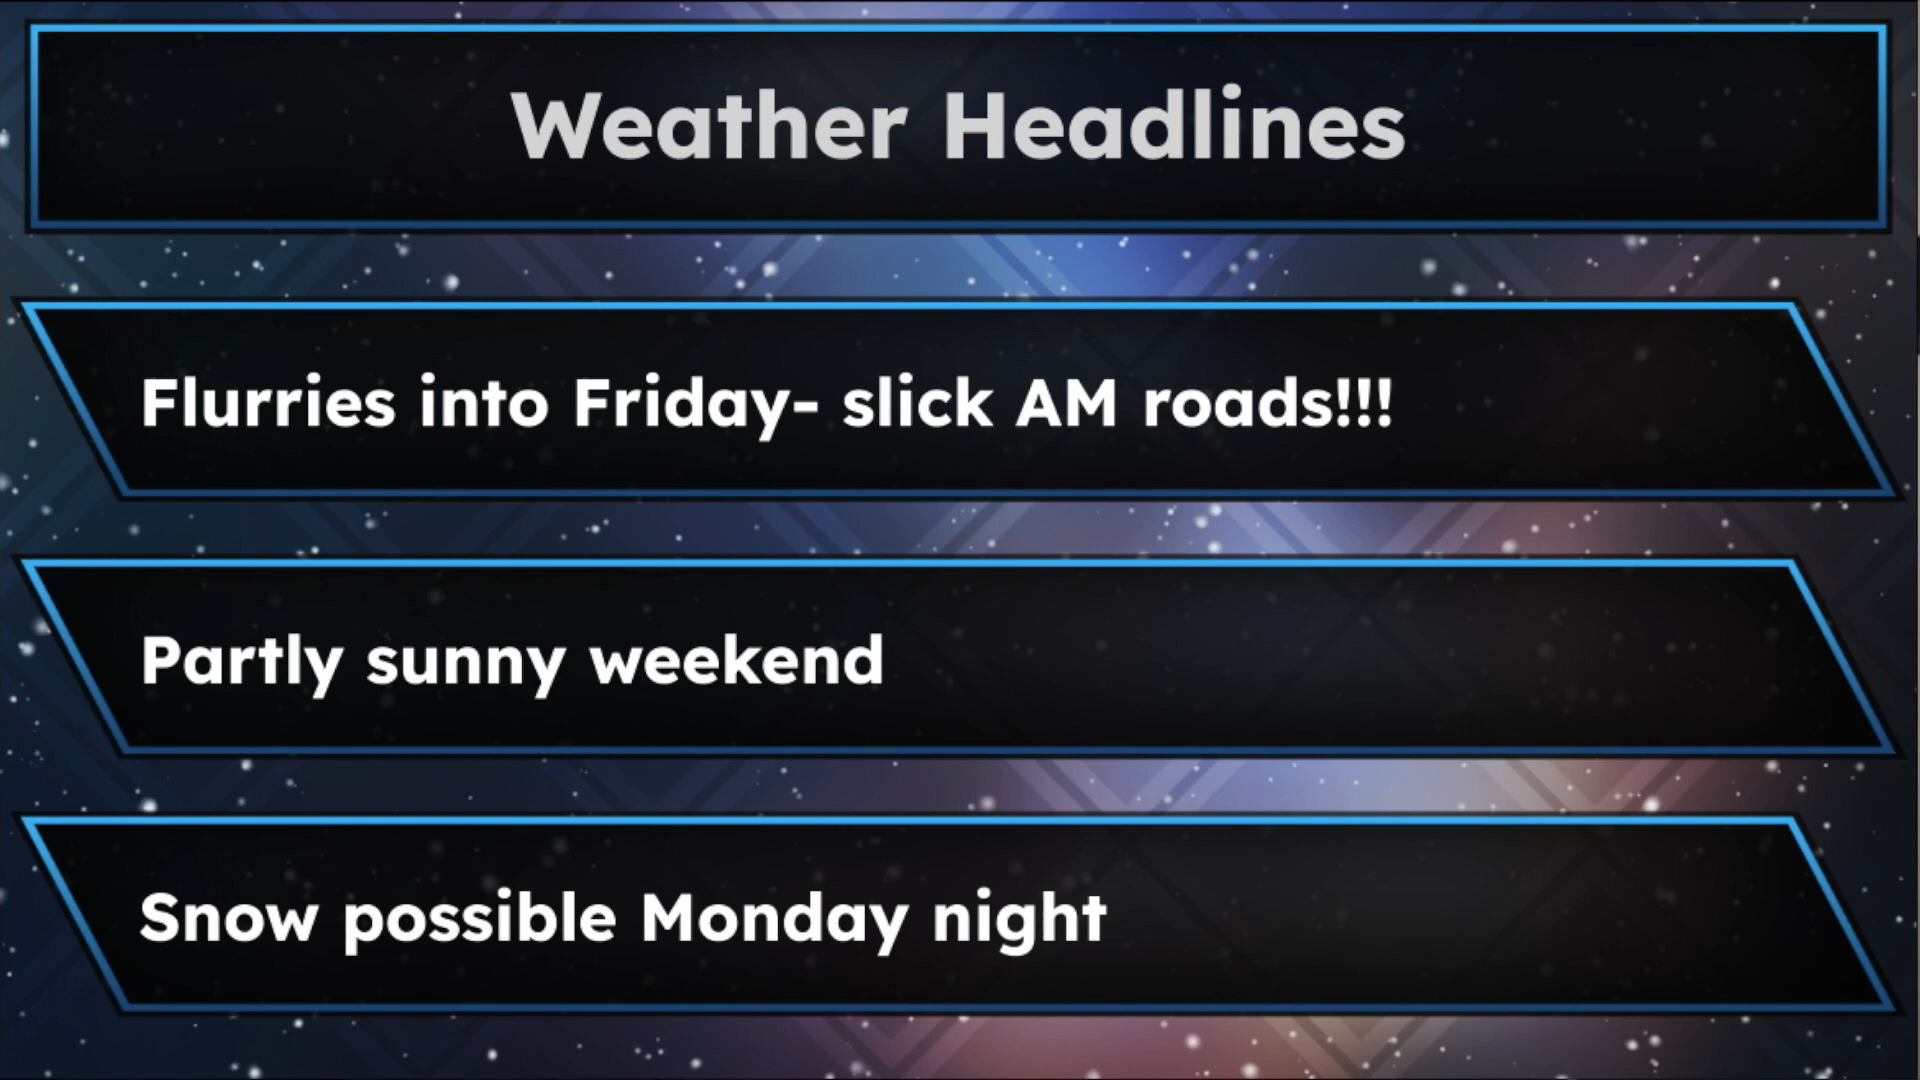 Weather Headlines
Flurries into Friday- slick AM roads!!!
Partly sunny weekend
Snow possible Monday night